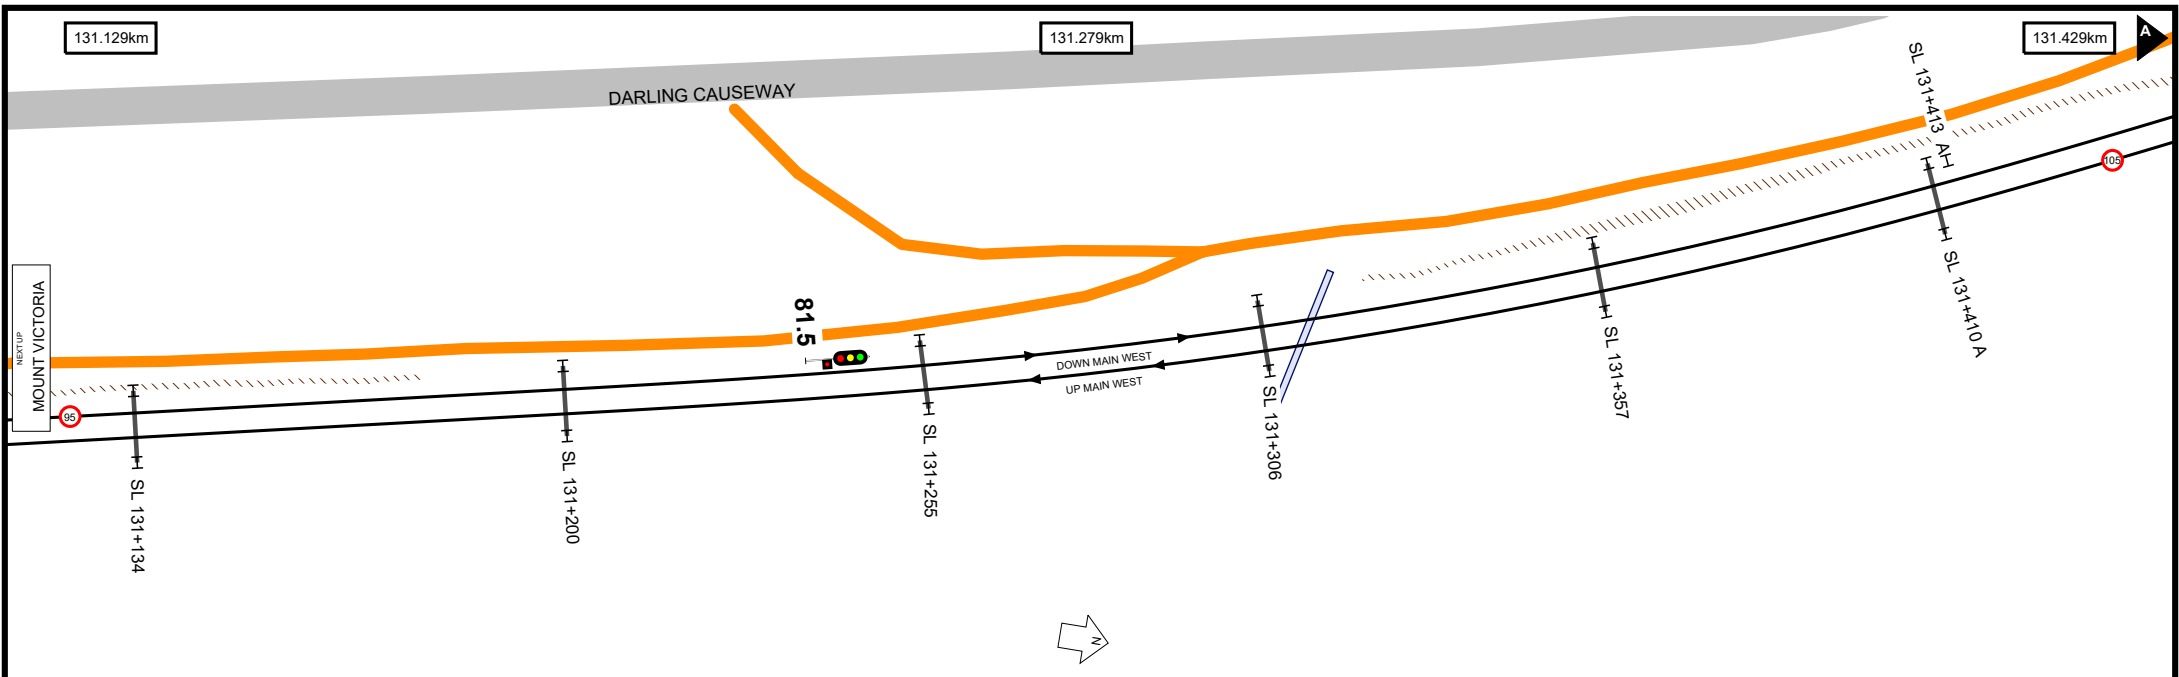 131.129km
131.279km
131.429km
A
DARLING CAUSEWAY
SL 131+413 A
NEXT UP
MOUNT VICTORIA
95
105
81.5
DOWN MAIN WEST
UP MAIN WEST
SL 131+134
SL 131+200
SL 131+255
SL 131+306
SL 131+357
SL 131+410 A
N